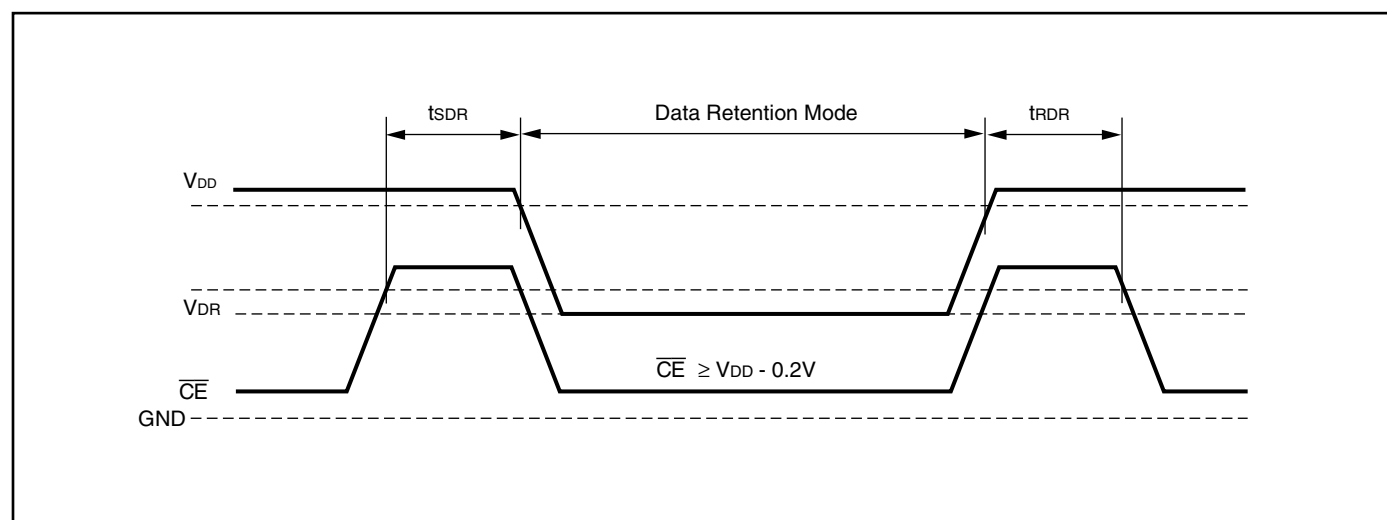 tSDR Data Retention Mode tRDR
VDD
VDR
CE ≥ VDD - 0.2V
CE
GND